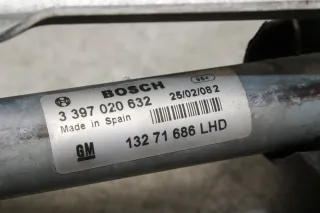 BOSCH
3 397 020 632 25/02/082
Made in Spain
GM 132 71 686 LHD